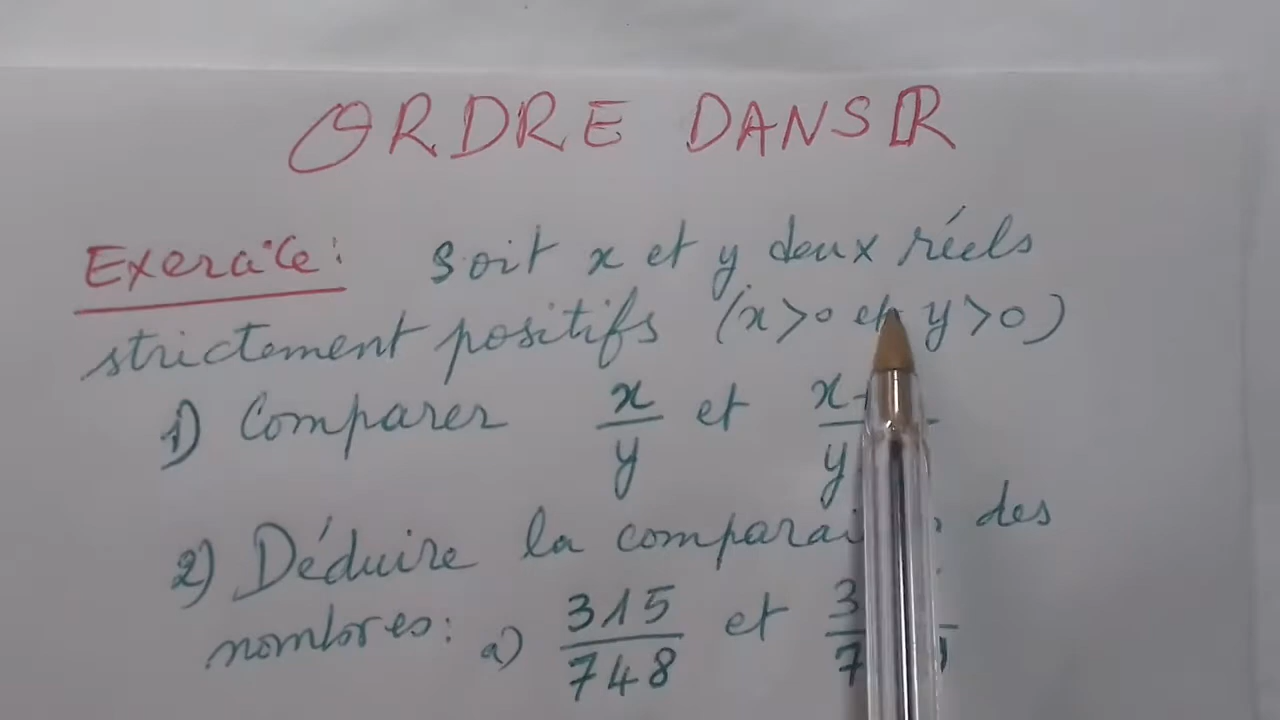 ORDRE DANS ℝ
Exercice: Soit x et y deux réels
strictement positifs (x>0 et y>0)
1) Comparer x/y et
2) Déduire la des
nombres: a) 315/748 et